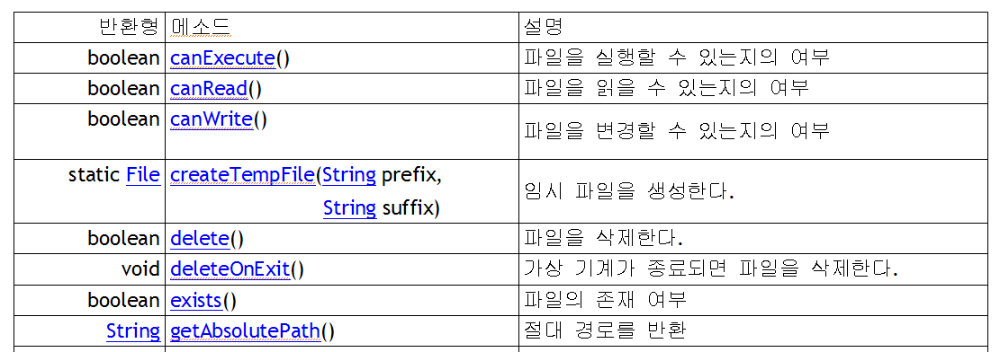 반환형 메소드 설명
boolean canExecute() 파일을 실행할 수 있는지의 여부
boolean canRead() 파일을 읽을 수 있는지의 여부
boolean canWrite() 파일을 변경할 수 있는지의 여부
static File createTempFile(String prefix,
String suffix) 임시 파일을 생성한다.
boolean delete() 파일을 삭제한다.
void deleteOnExit() 가상 기계가 종료되면 파일을 삭제한다.
boolean exists() 파일의 존재 여부
String getAbsolutePath() 절대 경로를 반환